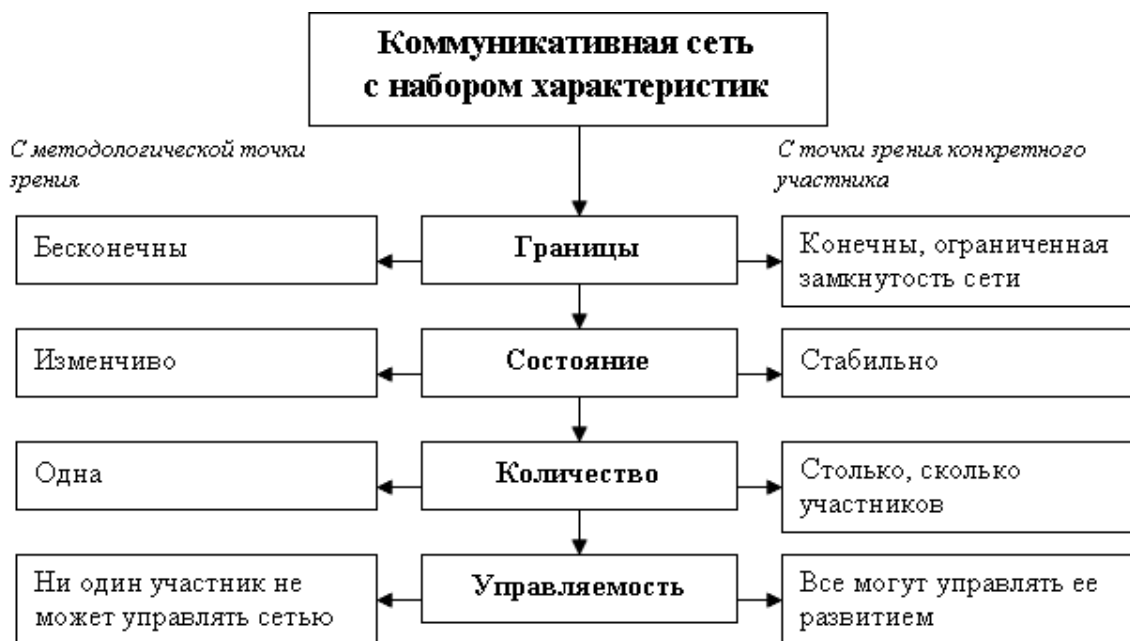 Коммуникативная сеть
с набором характеристик
С методологической точки
зрения
С точки зрения конкретного
участника
Бесконечны
Границы
Конечны, ограниченная
замкнутость сети
Изменчиво
Состояние
Стабильно
Одна
Количество
Столько, сколько
участников
Ни один участник не
может управлять сетью
Управляемость
Все могут управлять ее
развитием